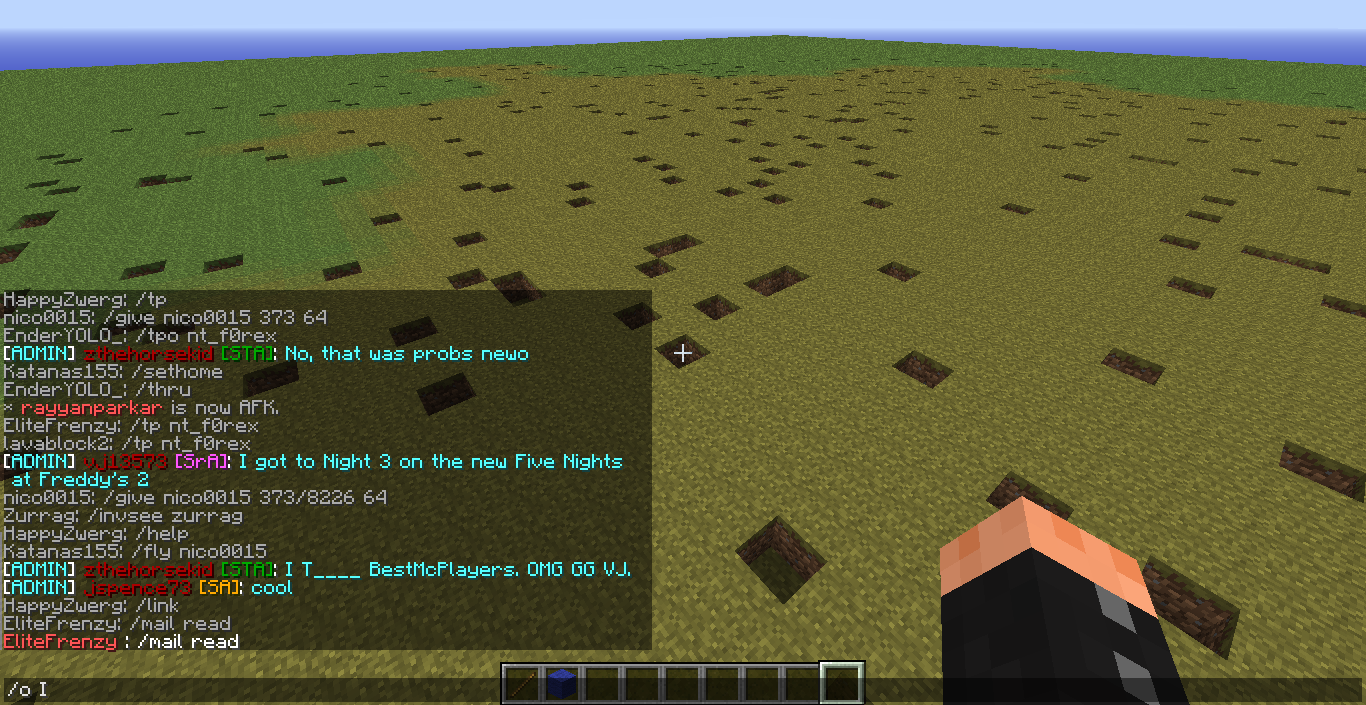 HappyZwerg: /tp
nico0015: /give nico0015 373 64
EnderYOLO_: /tpo nt_f0rex
[ADMIN] zthehorsekid [STA]: No, that was probs newo
Katanas155: /sethome
EnderYOLO_: /thru
* rayyanparkar is now AFK.
EliteFrenzy: /tp nt_f0rex
lavablock2: /tp nt_f0rex
[ADMIN] vj13573 [SrA]: I got to Night 3 on the new Five Nights
at Freddy's 2
nico0015: /give nico0015 373/8226 64
Zurrag: /invsee zurrag
HappyZwerg: /help
Katanas155: /fly nico0015
[ADMIN] zthehorsekid [STA]: I T____ BestMcPlayers. OMG GG VJ.
[ADMIN] jspence73 [SA]: cool
HappyZwerg: /link
EliteFrenzy: /mail read
EliteFrenzy : /mail read
/o I